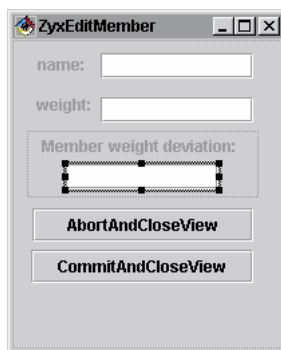 ZyxEditMember
name:
weight:
Member weight deviation:
AbortAndCloseView
CommitAndCloseView